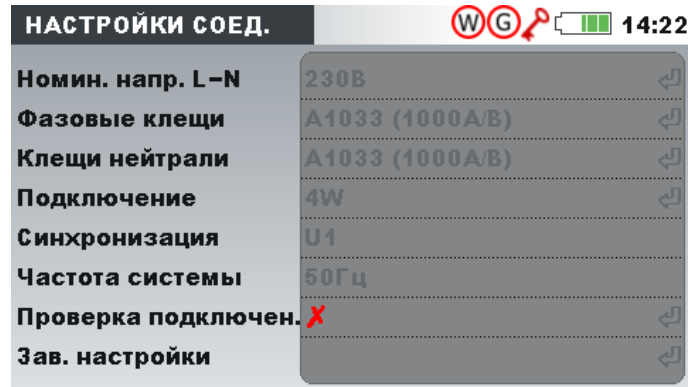 НАСТРОЙКИ СОЕД. W G 14:22
Номин. напр. L–N 230В
Фазовые клещи A1033 (1000A/B)
Клещи нейтрали A1033 (1000A/B)
Подключение 4W
Синхронизация U1
Частота системы 50Гц
Проверка подключен. ✗
Зав. настройки